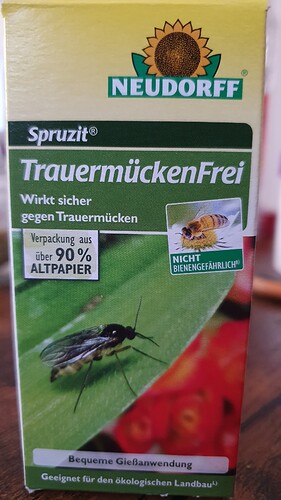 NEUDORFF®
Spruzit®
TrauermückenFrei
Wirkt sicher
gegen Trauermücken
Verpackung aus
über 90 %
ALTPAPIER
NICHT
BIENENGEFÄHRLICH
Bequeme Gießanwendung
Geeignet für den ökologischen Landbau¹⁾